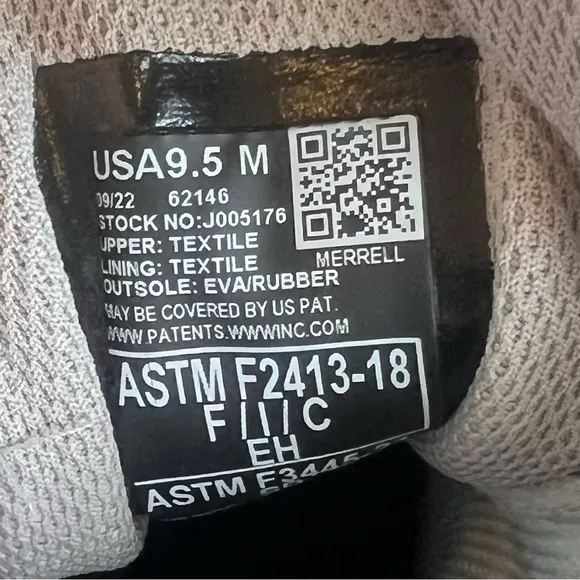 USA9.5 M
09/22 62146
STOCK NO:J005176
UPPER: TEXTILE
LINING: TEXTILE
OUTSOLE: EVA/RUBBER
MERRELL
MAY BE COVERED BY US PAT.
WWW.PATENTS.WWWINC.COM
ASTM F2413-18
F/I/C
EH
ASTM F3445